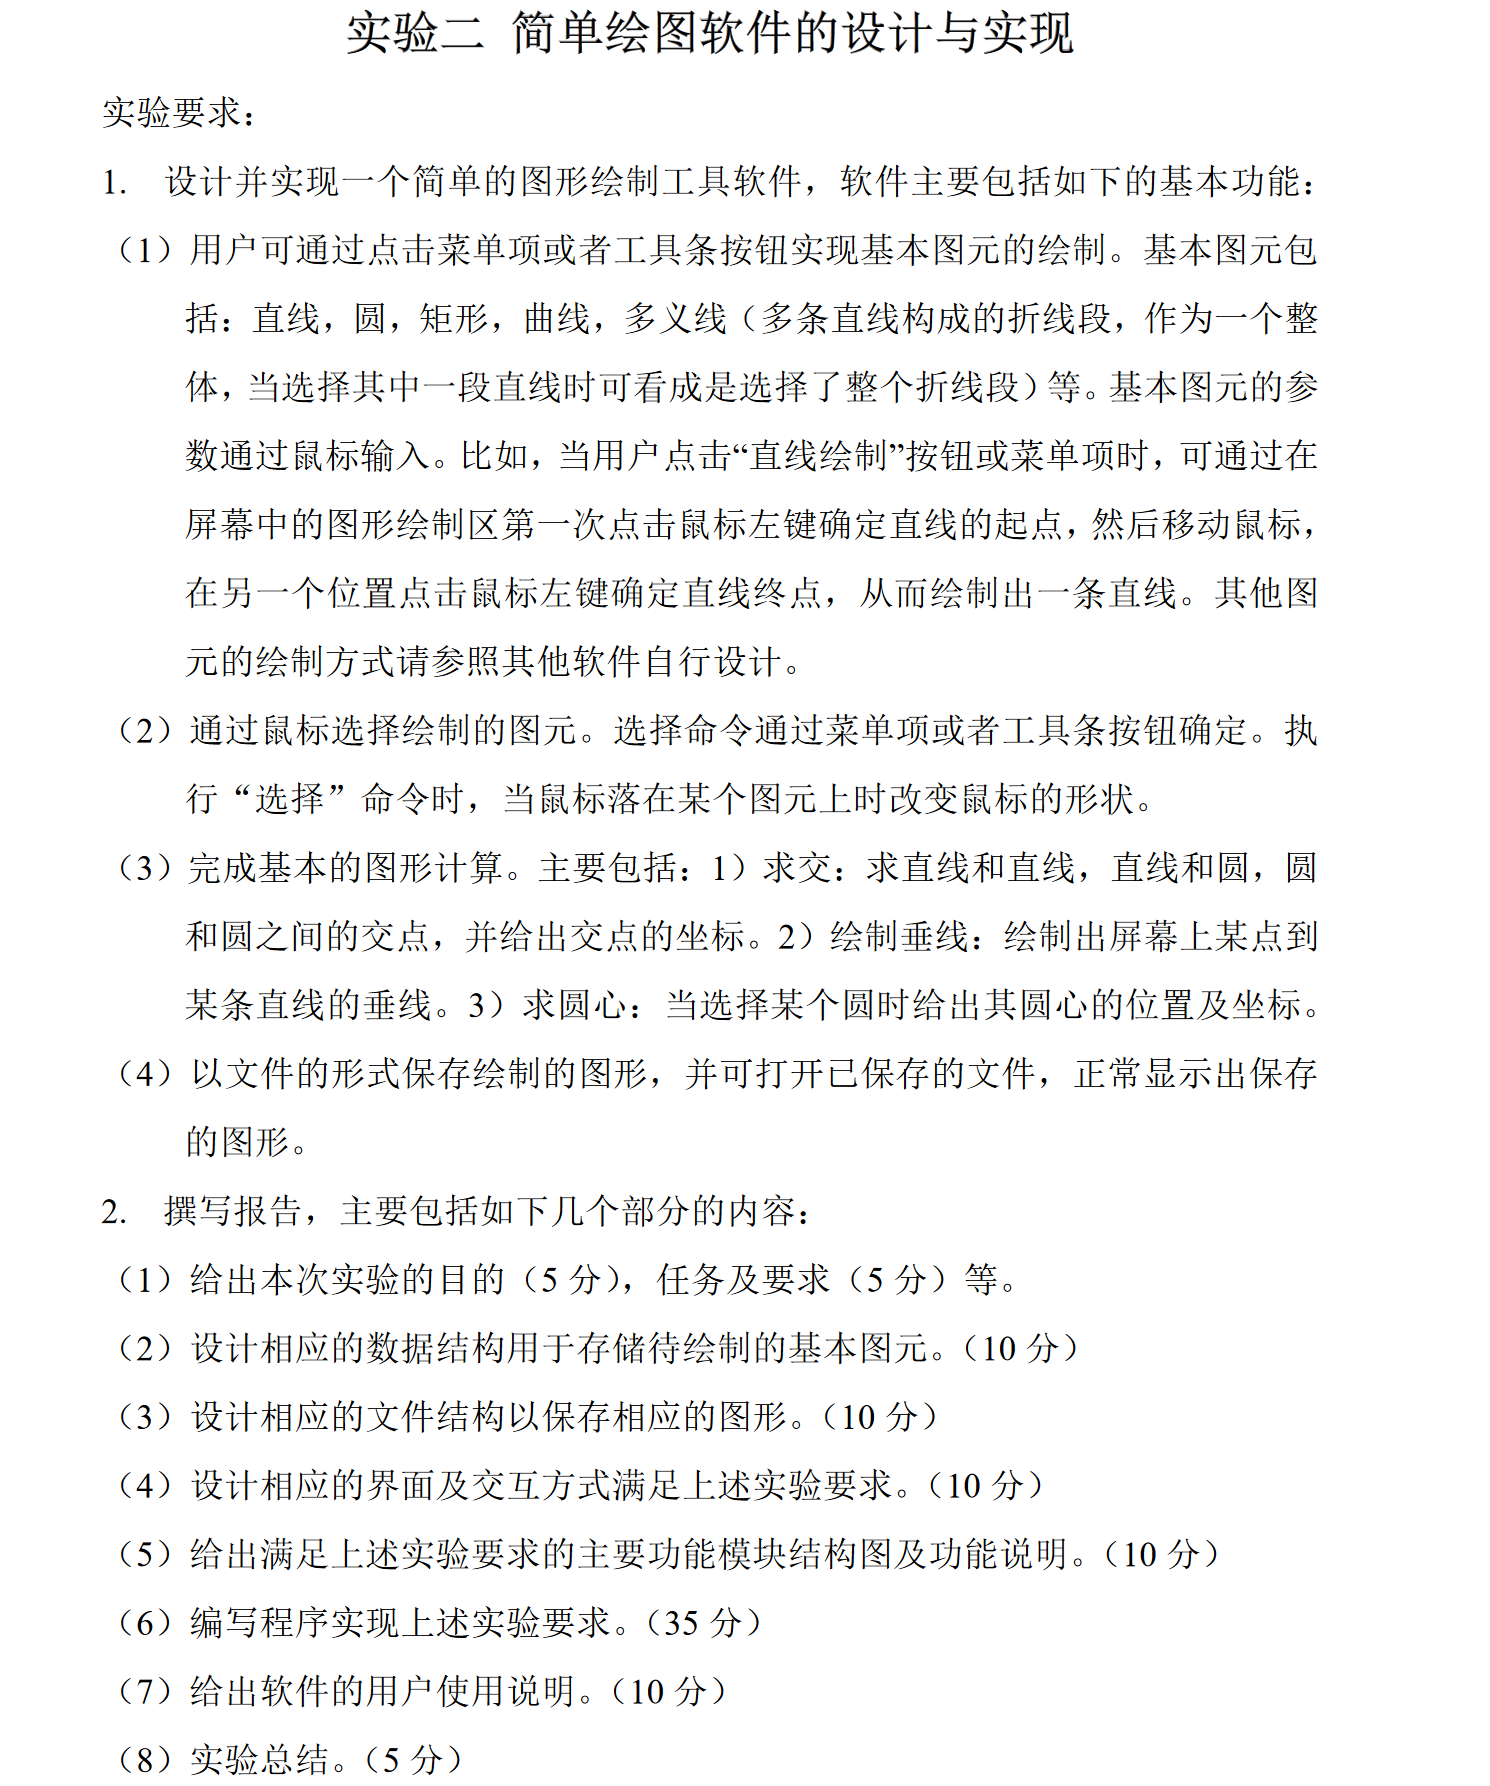 实验二 简单绘图软件的设计与实现
实验要求：
1. 设计并实现一个简单的图形绘制工具软件，软件主要包括如下的基本功能：
（1）用户可通过点击菜单项或者工具条按钮实现基本图元的绘制。基本图元包
括：直线，圆，矩形，曲线，多义线（多条直线构成的折线段，作为一个整
体，当选择其中一段直线时可看成是选择了整个折线段）等。基本图元的参
数通过鼠标输入。比如，当用户点击“直线绘制”按钮或菜单项时，可通过在
屏幕中的图形绘制区第一次点击鼠标左键确定直线的起点，然后移动鼠标，
在另一个位置点击鼠标左键确定直线终点，从而绘制出一条直线。其他图
元的绘制方式请参照其他软件自行设计。
（2）通过鼠标选择绘制的图元。选择命令通过菜单项或者工具条按钮确定。执
行“选择”命令时，当鼠标落在某个图元上时改变鼠标的形状。
（3）完成基本的图形计算。主要包括：1）求交：求直线和直线，直线和圆，圆
和圆之间的交点，并给出交点的坐标。2）绘制垂线：绘制出屏幕上某点到
某条直线的垂线。3）求圆心：当选择某个圆时给出其圆心的位置及坐标。
（4）以文件的形式保存绘制的图形，并可打开已保存的文件，正常显示出保存
的图形。
2. 撰写报告，主要包括如下几个部分的内容：
（1）给出本次实验的目的（5 分），任务及要求（5 分）等。
（2）设计相应的数据结构用于存储待绘制的基本图元。（10 分）
（3）设计相应的文件结构以保存相应的图形。（10 分）
（4）设计相应的界面及交互方式满足上述实验要求。（10 分）
（5）给出满足上述实验要求的主要功能模块结构图及功能说明。（10 分）
（6）编写程序实现上述实验要求。（35 分）
（7）给出软件的用户使用说明。（10 分）
（8）实验总结。（5 分）